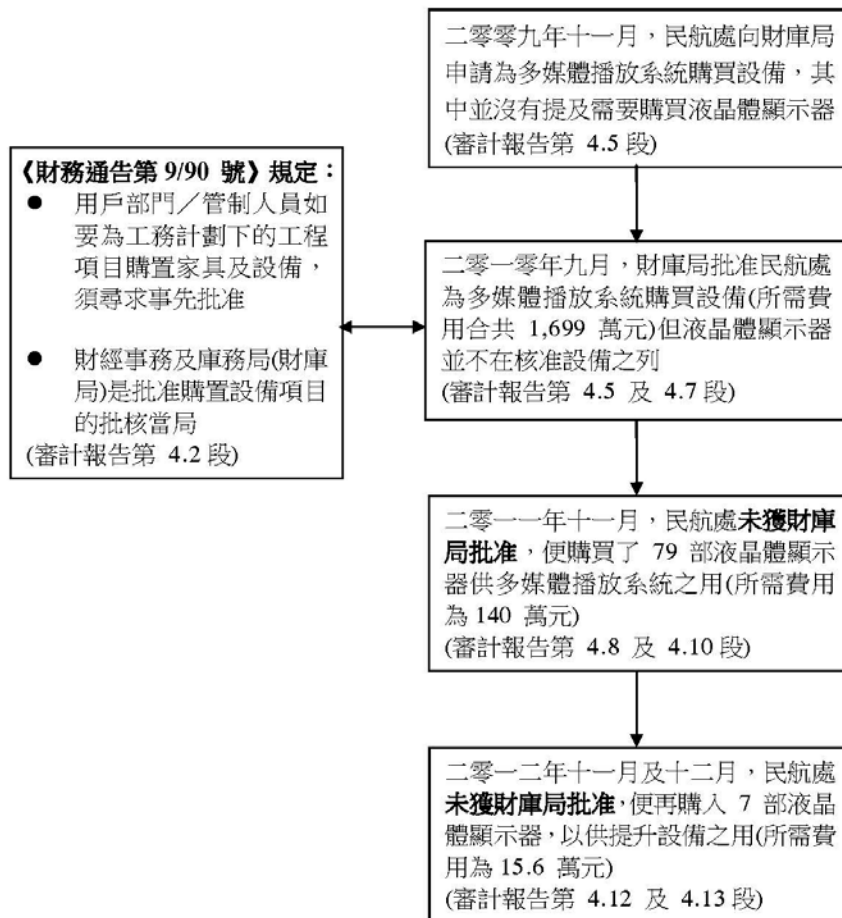 二零零九年十一月，民航處向財庫局
申請為多媒體播放系統購買設備，其
中並沒有提及需要購買液晶體顯示器
(審計報告第 4.5 段)
《財務通告第 9/90 號》規定：
● 用戶部門／管制人員如
要為工務計劃下的工程
項目購置家具及設備，
須尋求事先批准
● 財經事務及庫務局(財庫
局)是批准購置設備項目
的批核當局
(審計報告第 4.2 段)
二零一零年九月，財庫局批准民航處
為多媒體播放系統購買設備(所需費
用合共 1,699 萬元)但液晶體顯示器
並不在核准設備之列
(審計報告第 4.5 及 4.7 段)
二零一一年十一月，民航處未獲財庫
局批准，便購買了 79 部液晶體顯示
器供多媒體播放系統之用(所需費用
為 140 萬元)
(審計報告第 4.8 及 4.10 段)
二零一二年十一月及十二月，民航處
未獲財庫局批准，便再購入 7 部液晶
體顯示器，以供提升設備之用(所需費
用為 15.6 萬元)
(審計報告第 4.12 及 4.13 段)